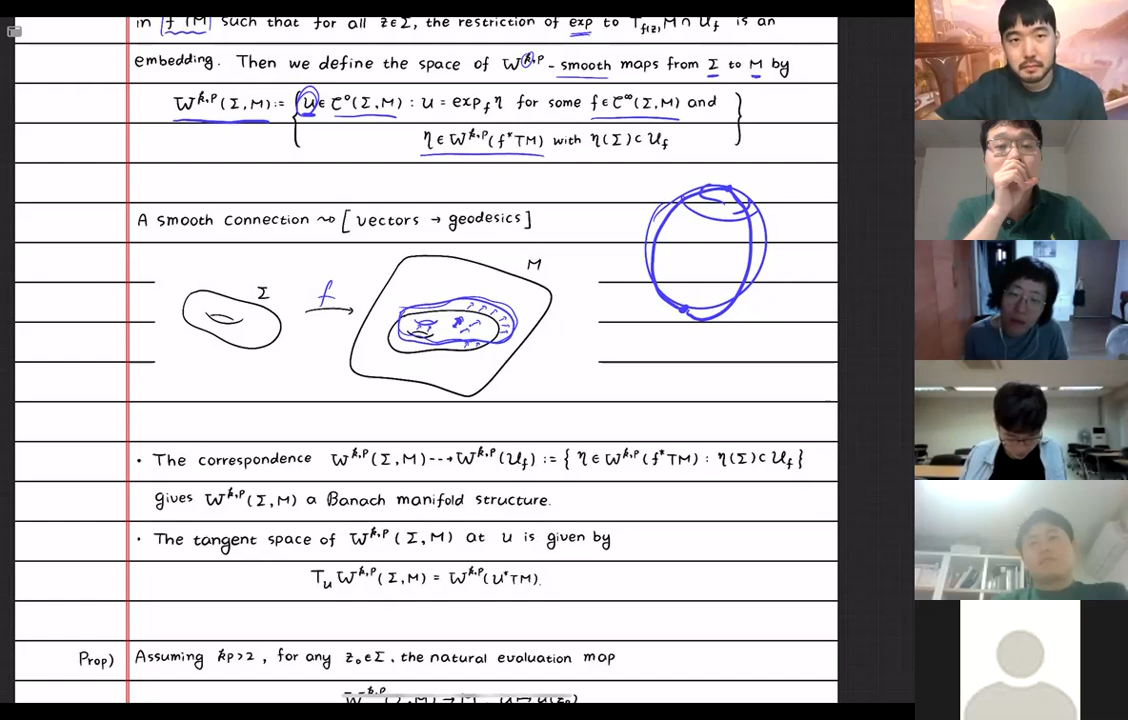 in f*TM such that for all z∈Σ, the restriction of exp to T_{f(z)}M ∩ U_f is an
embedding. Then we define the space of W^{k,p} - smooth maps from Σ to M by
W^{k,p}(Σ,M) := { u ∈ C⁰(Σ,M) : u = exp_f η for some f ∈ C^∞(Σ,M) and
η ∈ W^{k,p}(f*TM) with η(Σ) ⊂ U_f }
A smooth connection ⇝ [vectors → geodesics]
M
Σ
f
• The correspondence W^{k,p}(Σ,M) ⇢ W^{k,p}(U_f) := { η ∈ W^{k,p}(f*TM) : η(Σ) ⊂ U_f }
gives W^{k,p}(Σ,M) a Banach manifold structure.
• The tangent space of W^{k,p}(Σ,M) at u is given by
T_u W^{k,p}(Σ,M) = W^{k,p}(u*TM).
Prop) Assuming kp>2, for any z₀∈Σ, the natural evaluation map